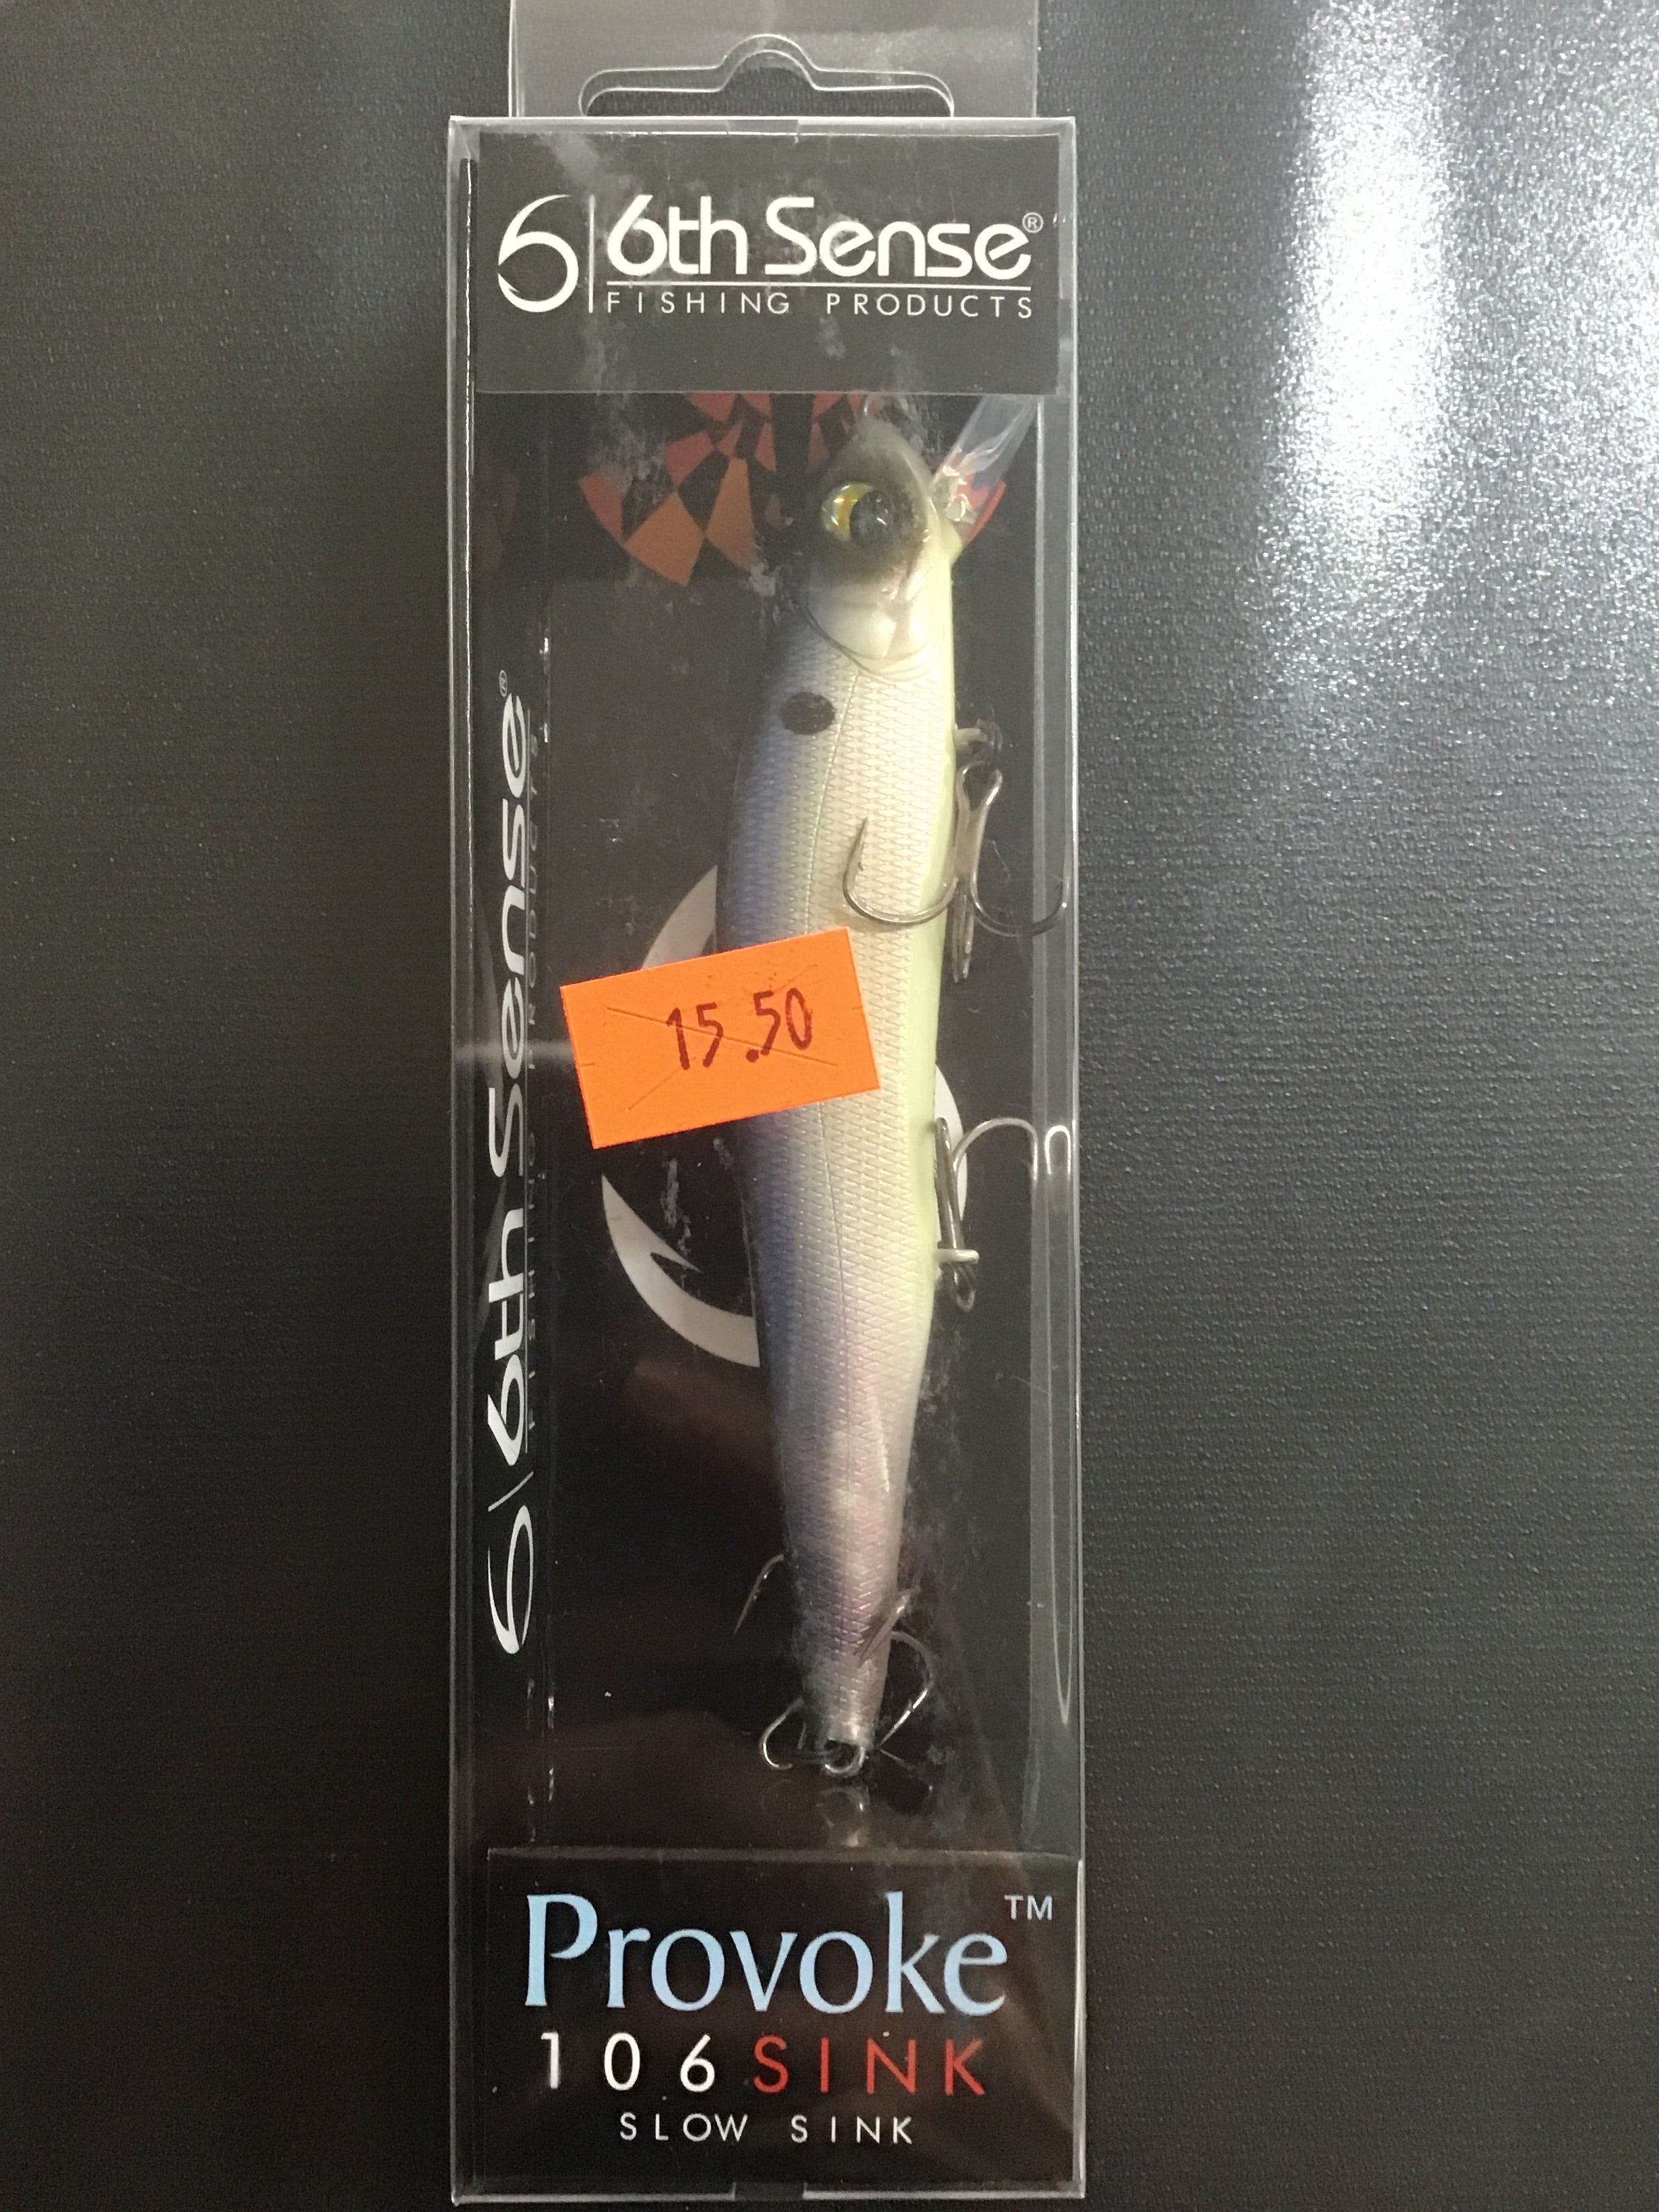 6th Sense®
FISHING PRODUCTS
6th Sense®
15.50
Provoke™
106 SINK
SLOW SINK